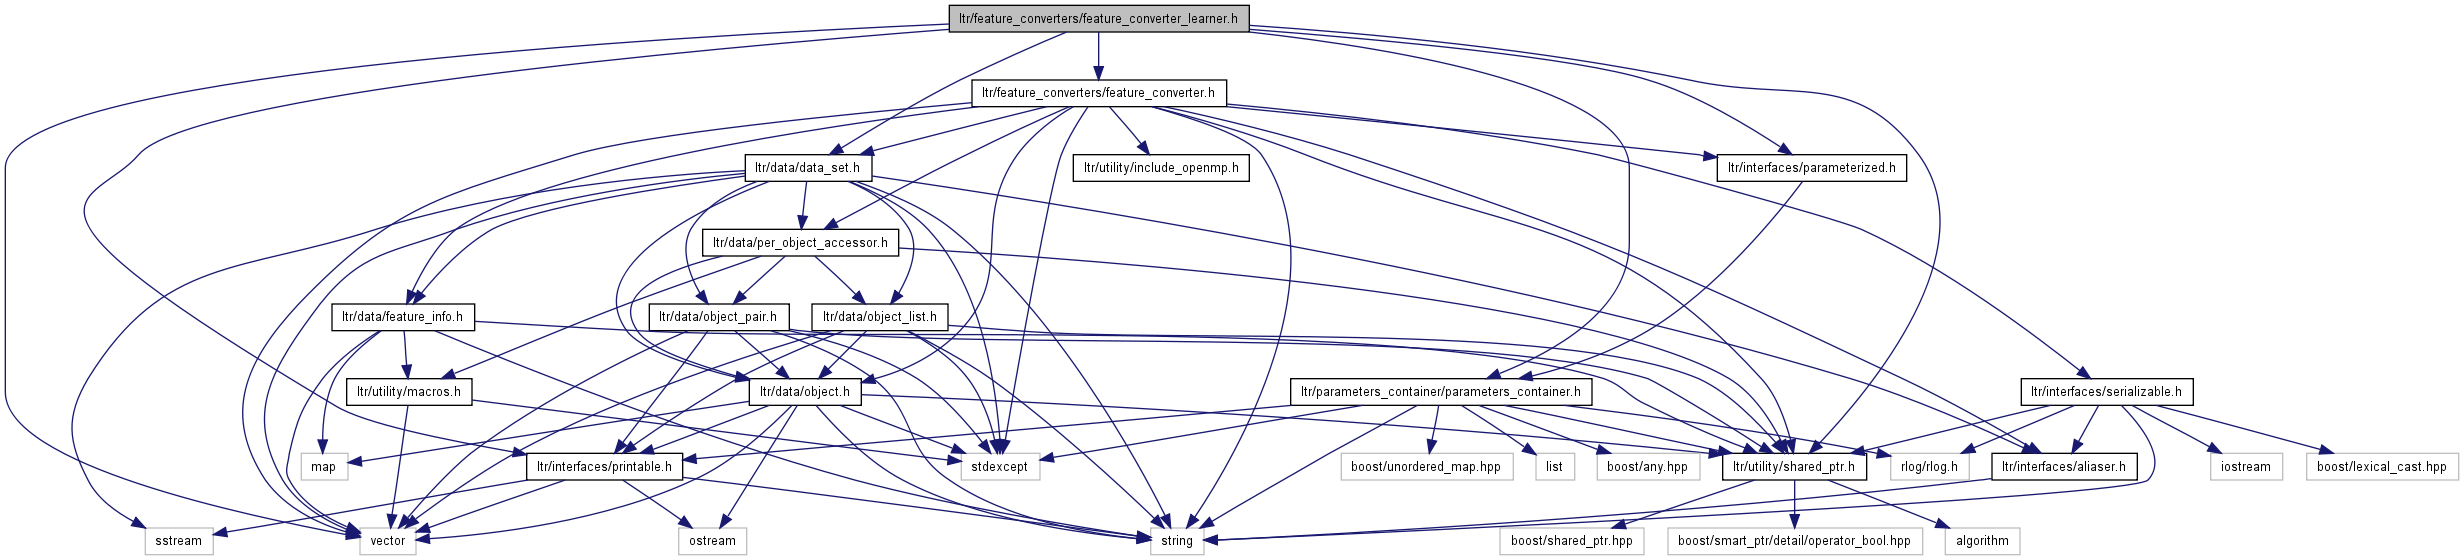 ltr/feature_converters/feature_converter_learner.h
ltr/feature_converters/feature_converter.h
ltr/data/data_set.h
ltr/utility/include_openmp.h
ltr/interfaces/parameterized.h
ltr/data/per_object_accessor.h
ltr/data/feature_info.h
ltr/data/object_pair.h
ltr/data/object_list.h
ltr/utility/macros.h
ltr/data/object.h
ltr/parameters_container/parameters_container.h
ltr/interfaces/serializable.h
map
ltr/interfaces/printable.h
stdexcept
boost/unordered_map.hpp
list
boost/any.hpp
ltr/utility/shared_ptr.h
rlog/rlog.h
ltr/interfaces/aliaser.h
iostream
boost/lexical_cast.hpp
sstream
vector
ostream
string
boost/shared_ptr.hpp
boost/smart_ptr/detail/operator_bool.hpp
algorithm